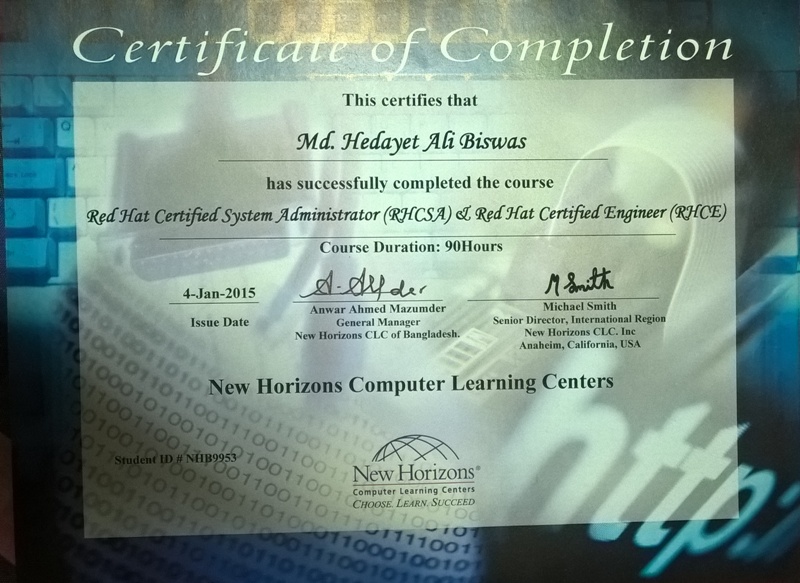 Certificate of Completion
This certifies that
Md. Hedayet Ali Biswas
has successfully completed the course
Red Hat Certified System Administrator (RHCSA) & Red Hat Certified Engineer (RHCE)
Course Duration: 90Hours
4-Jan-2015
Issue Date
Anwar Ahmed Mazumder
General Manager
New Horizons CLC of Bangladesh.
M Smith
Michael Smith
Senior Director, International Region
New Horizons CLC. Inc
Anaheim, California, USA
New Horizons Computer Learning Centers
Student ID # NHB9953
New Horizons®
Computer Learning Centers
CHOOSE. LEARN. SUCCEED
http: